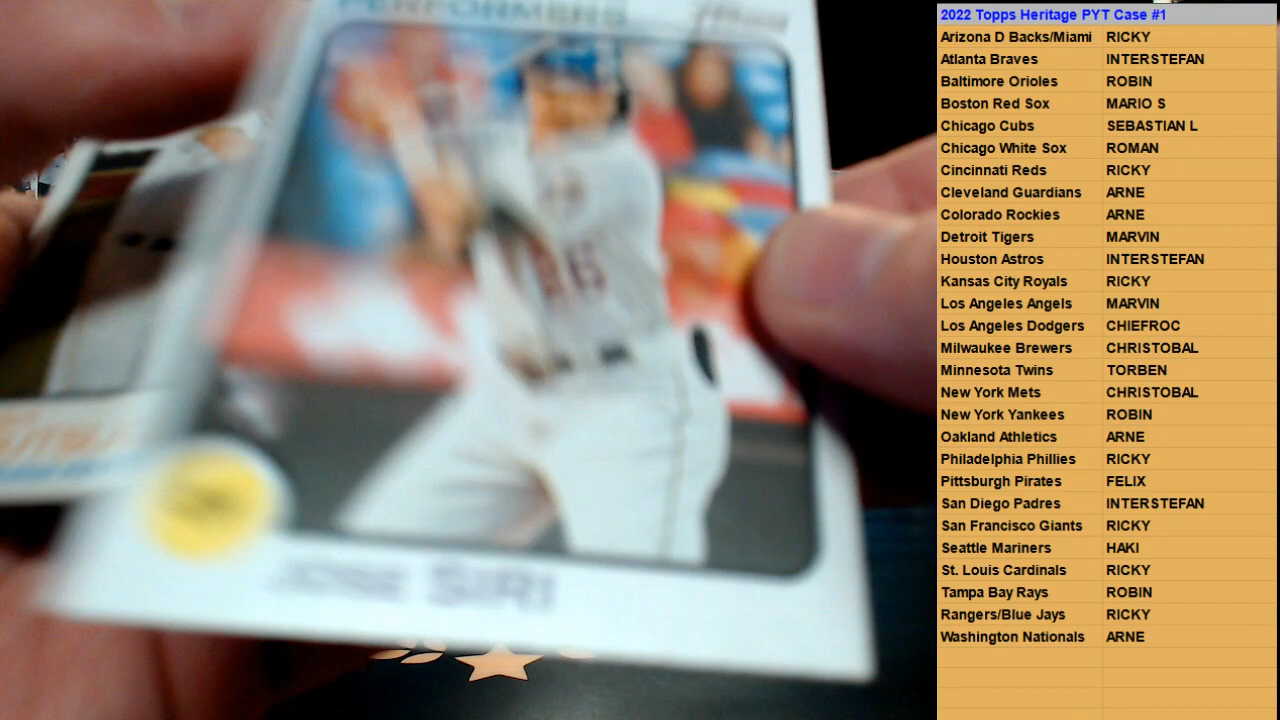 PERFORMERS
JOSE SIRI
2022 Topps Heritage PYT Case #1
Arizona D Backs/Miami RICKY
Atlanta Braves INTERSTEFAN
Baltimore Orioles ROBIN
Boston Red Sox MARIO S
Chicago Cubs SEBASTIAN L
Chicago White Sox ROMAN
Cincinnati Reds RICKY
Cleveland Guardians ARNE
Colorado Rockies ARNE
Detroit Tigers MARVIN
Houston Astros INTERSTEFAN
Kansas City Royals RICKY
Los Angeles Angels MARVIN
Los Angeles Dodgers CHIEFROC
Milwaukee Brewers CHRISTOBAL
Minnesota Twins TORBEN
New York Mets CHRISTOBAL
New York Yankees ROBIN
Oakland Athletics ARNE
Philadelphia Phillies RICKY
Pittsburgh Pirates FELIX
San Diego Padres INTERSTEFAN
San Francisco Giants RICKY
Seattle Mariners HAKI
St. Louis Cardinals RICKY
Tampa Bay Rays ROBIN
Rangers/Blue Jays RICKY
Washington Nationals ARNE